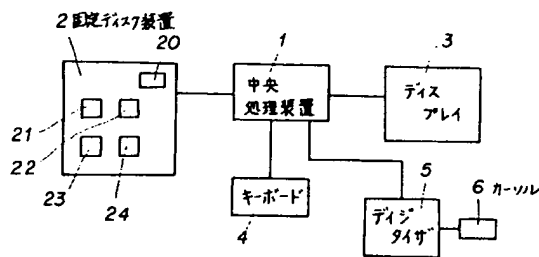 2 固定ディスク装置
20
21
22
23
24
1
中央
処理装置
3
ディス
プレイ
キーボード
4
5
ディジ
タイザ
6 カーソル